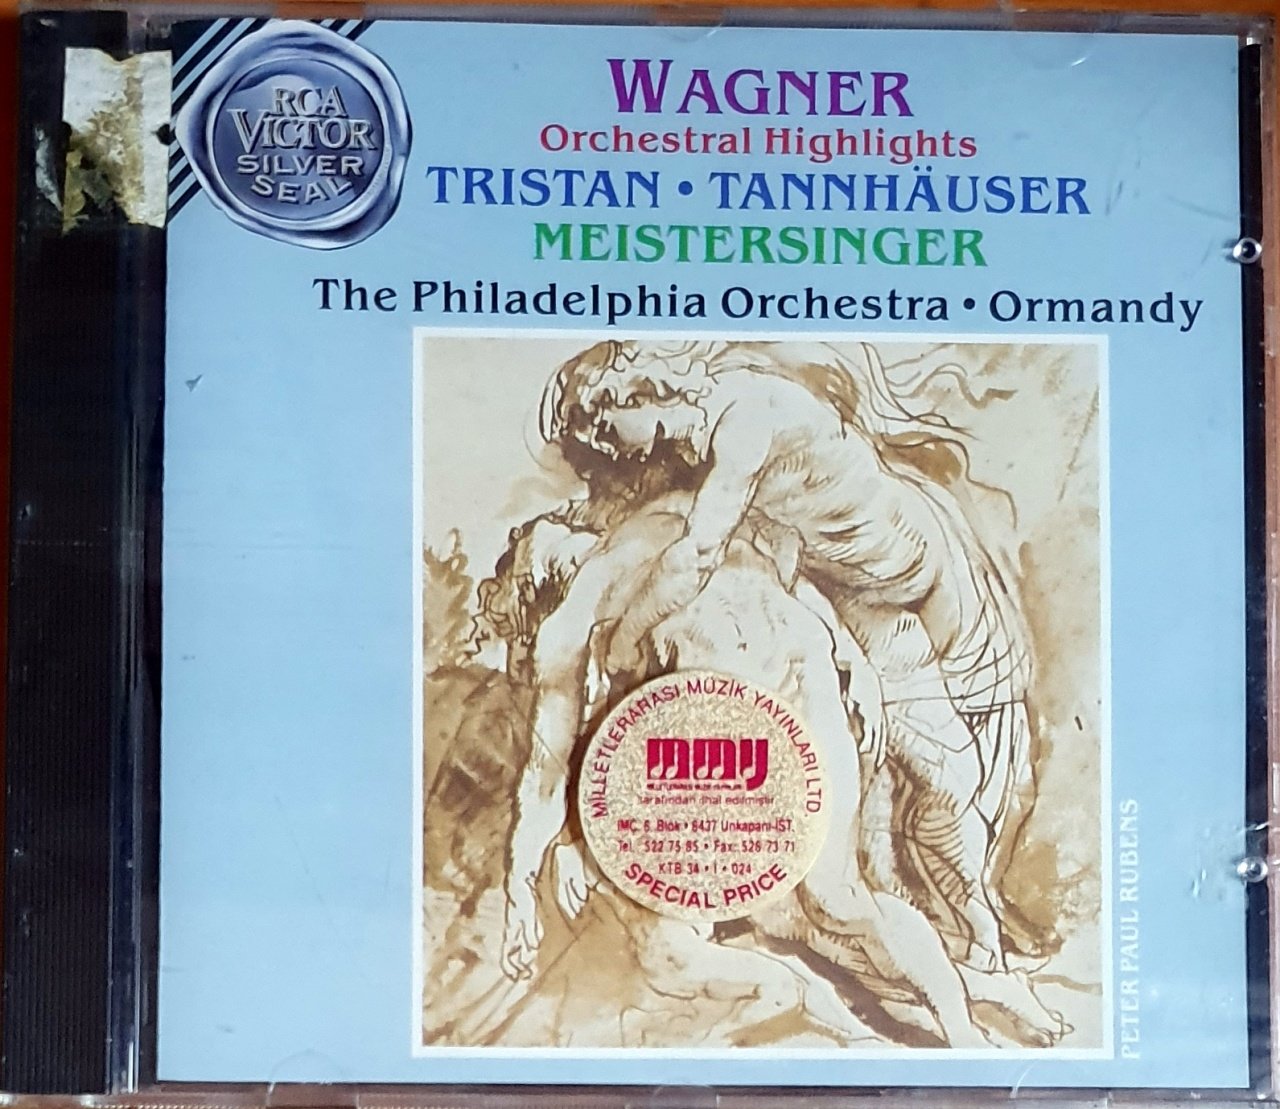 RCA
VICTOR
SILVER
SEAL
WAGNER
Orchestral Highlights
TRISTAN • TANNHÄUSER
MEISTERSINGER
The Philadelphia Orchestra • Ormandy
MİLLETLERARASI MÜZİK YAYINLARI LTD.
mmy
tarafından ithal edilmiştir
İMÇ. 6. Blok • 6437 Unkapanı-İST.
Tel. 522 75 85 • Fax: 526 73 71
KTB 34 • 1 • 024
SPECIAL PRICE
PETER PAUL RUBENS